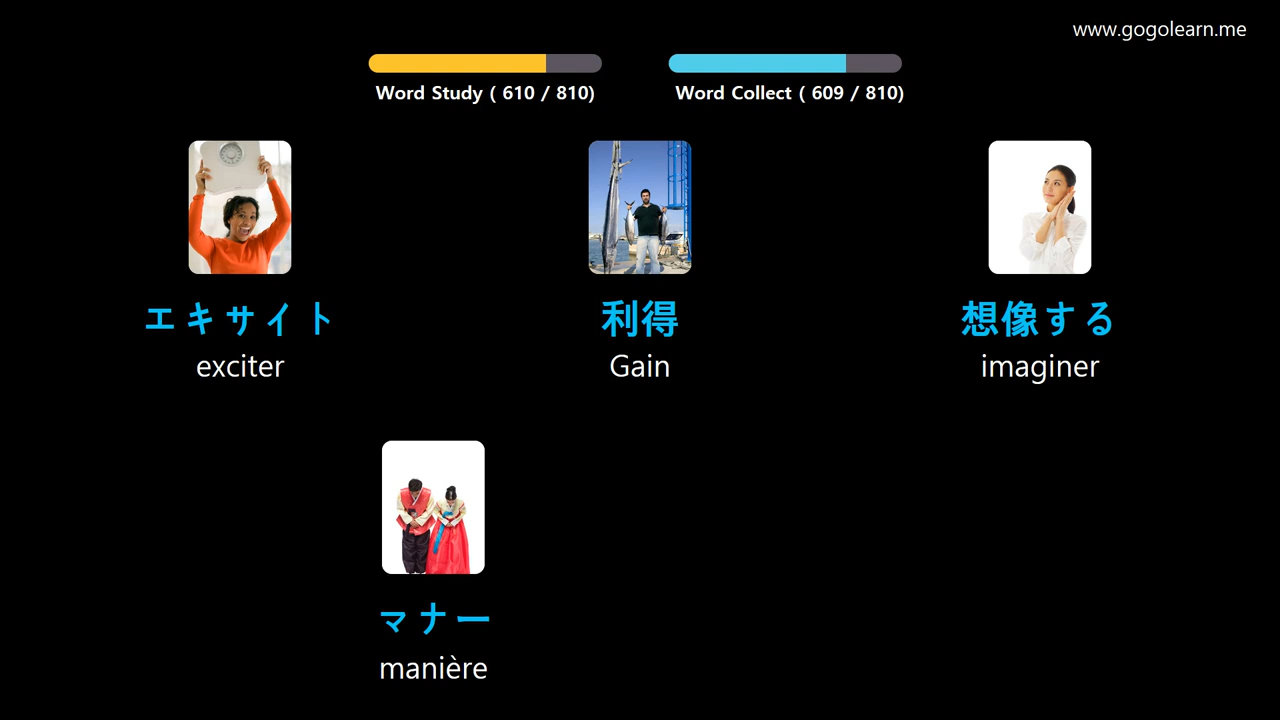 www.gogolearn.me
Word Study ( 610 / 810)
Word Collect ( 609 / 810)
エキサイト
exciter
利得
Gain
想像する
imaginer
マナー
manière